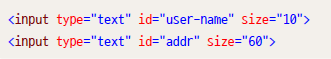 <input type="text" id="user-name" size="10">
<input type="text" id="addr" size="60">